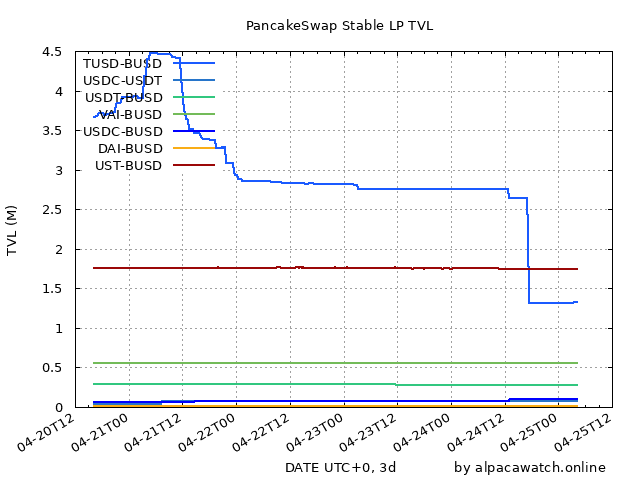 PancakeSwap Stable LP TVL
TVL (M)
4.5
4
3.5
3
2.5
2
1.5
1
0.5
0
TUSD-BUSD
USDC-USDT
USDT-BUSD
VAI-BUSD
USDC-BUSD
DAI-BUSD
UST-BUSD
04-20T12
04-21T00
04-21T12
04-22T00
04-22T12
04-23T00
04-23T12
04-24T00
04-24T12
04-25T00
04-25T12
DATE UTC+0, 3d
by alpacawatch.online